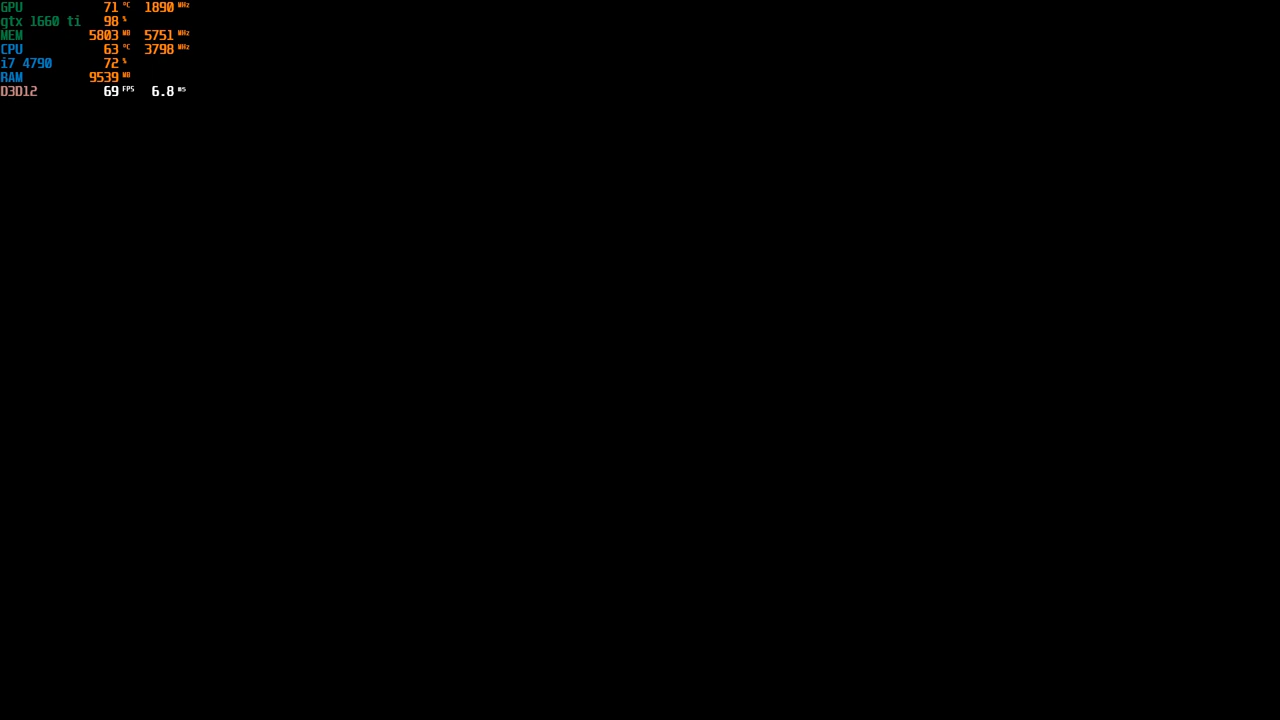 GPU 71 °C 1890 MHz
gtx 1660 ti 98 %
MEM 5803 MB 5751 MHz
CPU 63 °C 3798 MHz
i7 4790 72 %
RAM 9539 MB
D3D12 69 FPS 6.8 ms